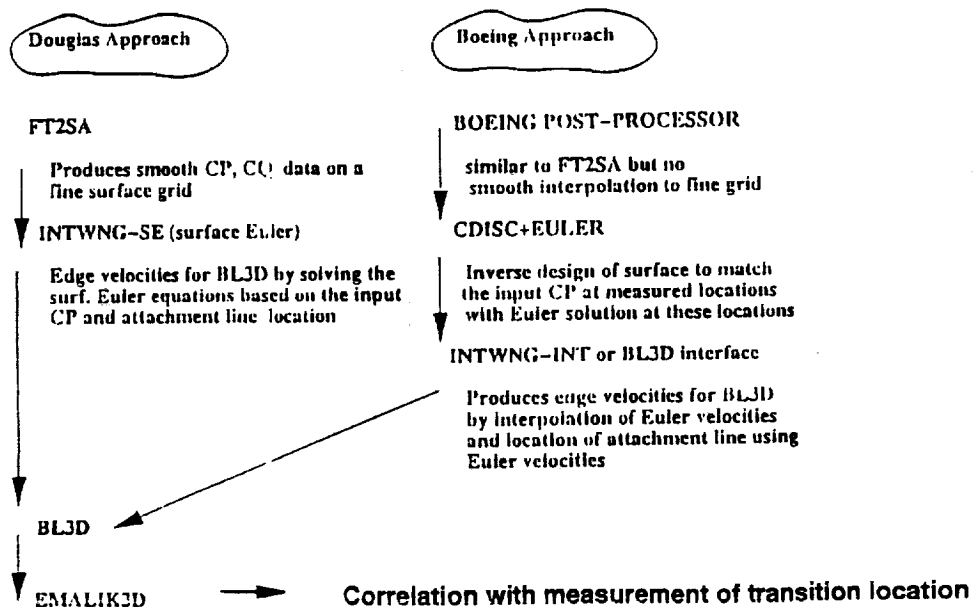 Douglas Approach
FT2SA
Produces smooth CP, CQ data on a
fine surface grid
INTWNG-SE (surface Euler)
Edge velocities for BL3D by solving the
surf. Euler equations based on the input
CP and attachment line location
BL3D
EMALIK3D
Boeing Approach
BOEING POST-PROCESSOR
similar to FT2SA but no
smooth interpolation to fine grid
CDISC+EULER
Inverse design of surface to match
the input CP at measured locations
with Euler solution at these locations
INTWNG-INT or BL3D interface
Produces edge velocities for BL3D
by interpolation of Euler velocities
and location of attachment line using
Euler velocities
Correlation with measurement of transition location